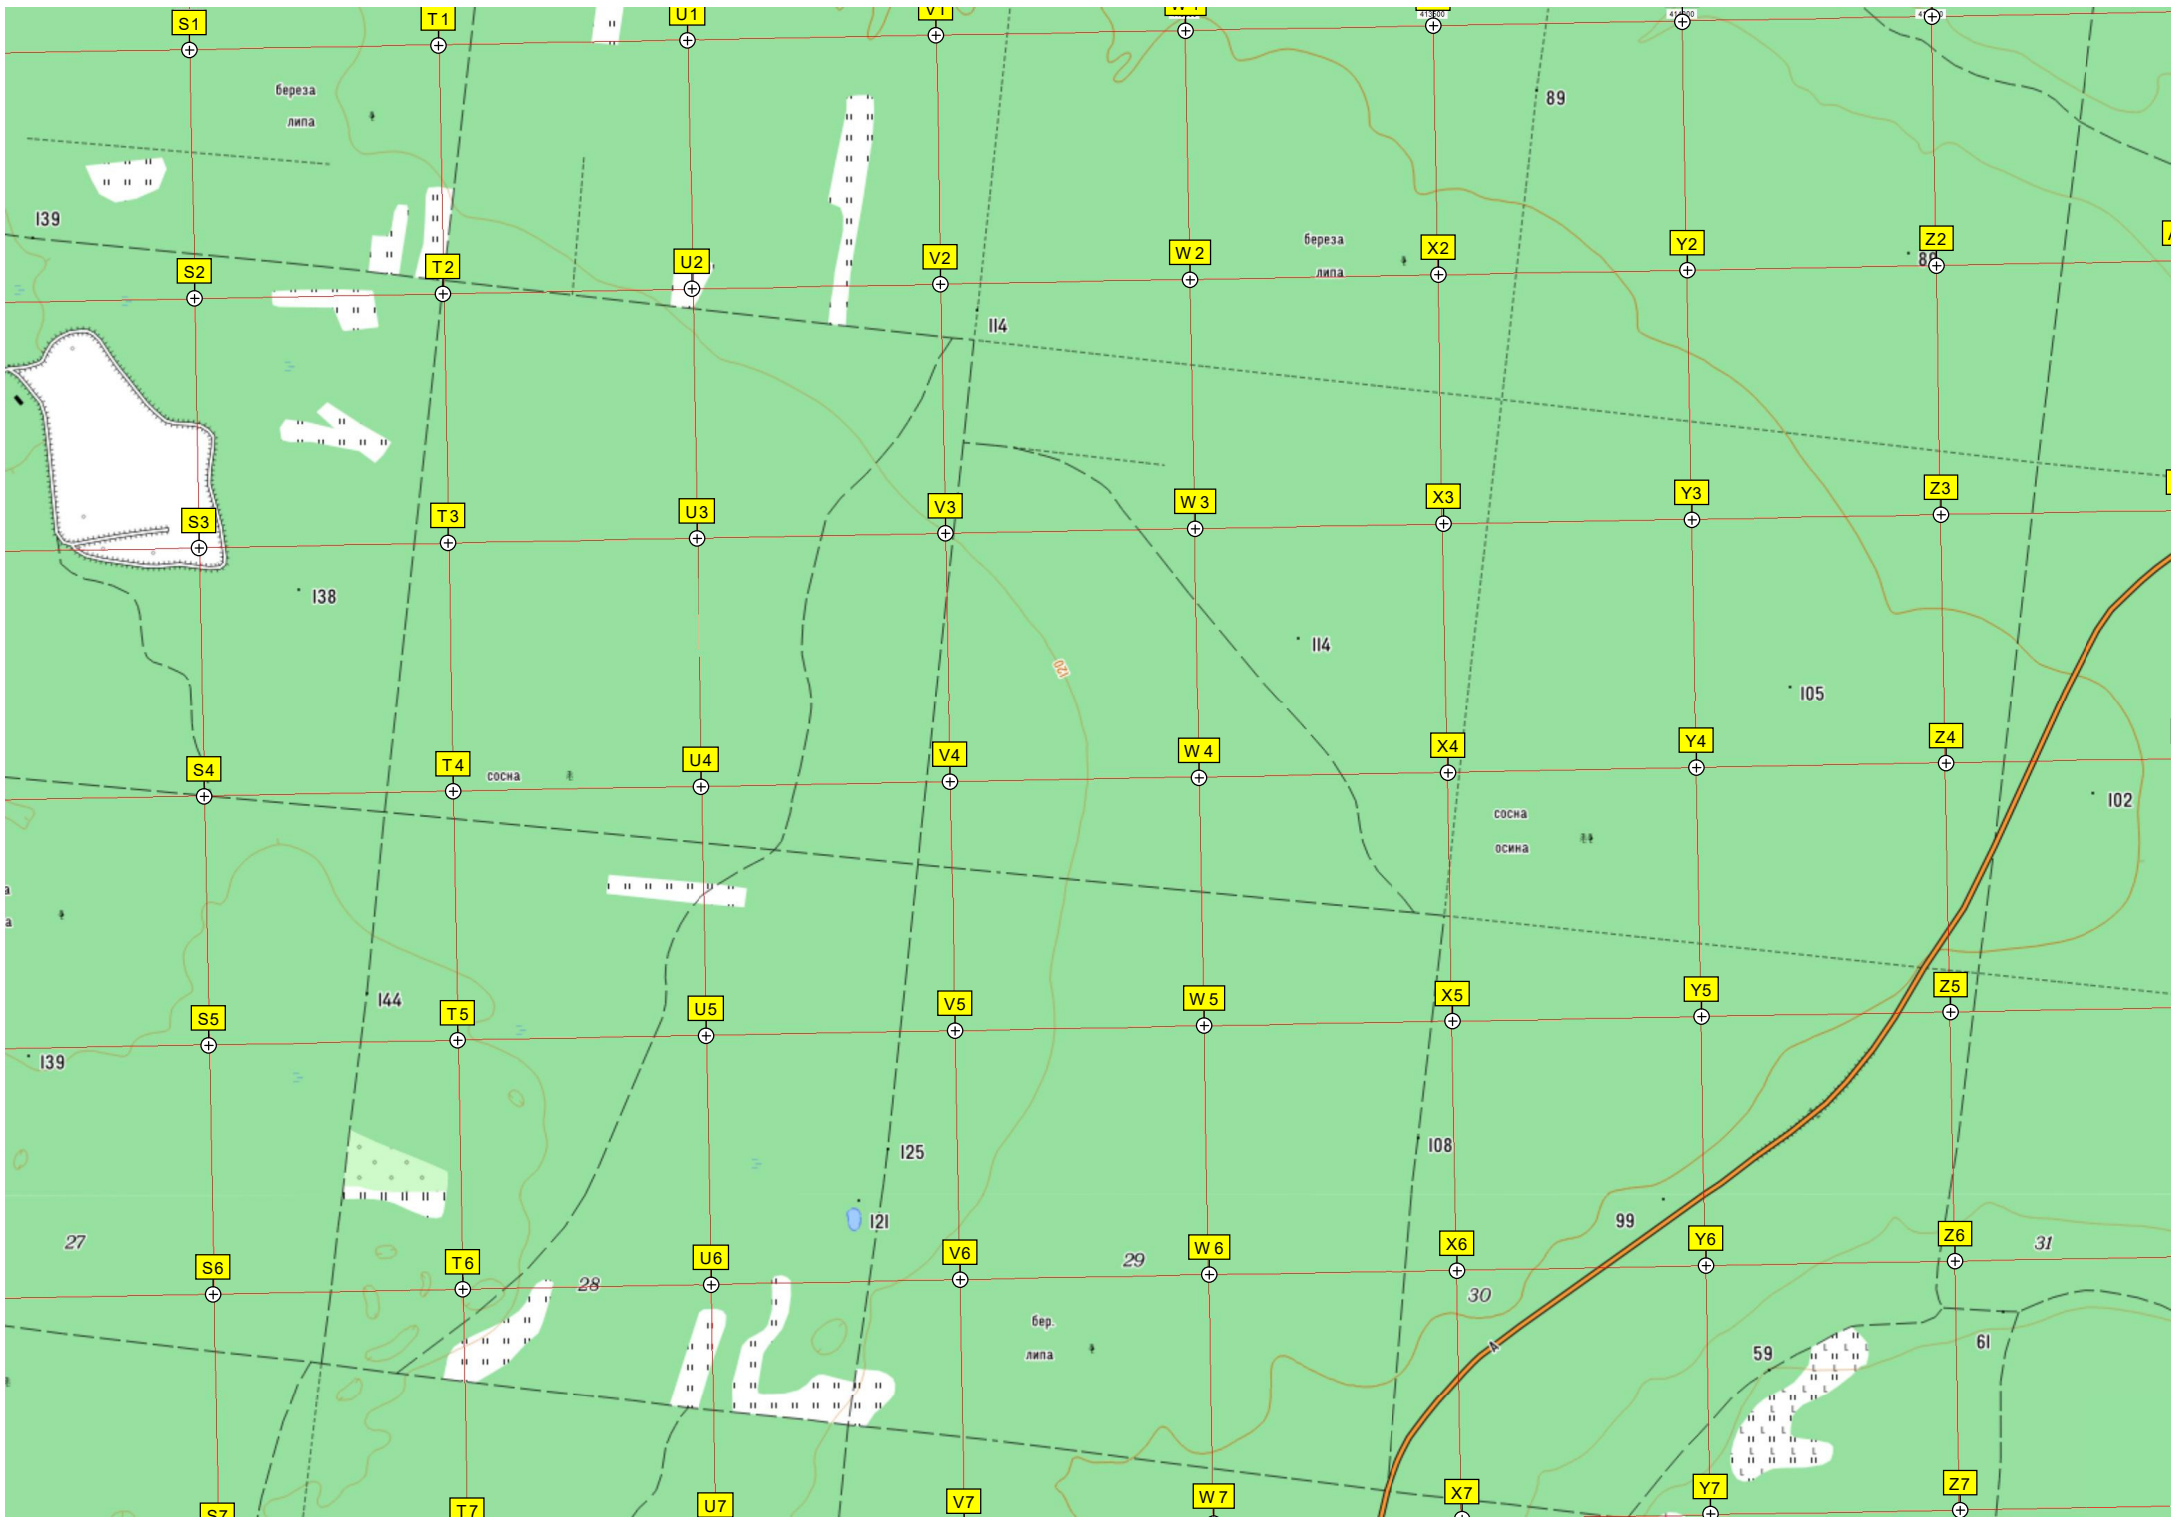 S1
T1
U1
V1
береза
липа
89
139
S2
T2
U2
V2
W2
береза
липа
X2
Y2
Z2
114
S3
T3
U3
V3
W3
X3
Y3
Z3
138
114
120
105
S4
T4
сосна
U4
V4
W4
X4
Y4
Z4
102
сосна
осина
144
S5
T5
U5
V5
W5
X5
Y5
Z5
139
125
108
121
99
27
S6
T6
28
U6
V6
29
W6
X6
30
Y6
Z6
31
бер.
липа
59
61
S7
T7
U7
V7
W7
X7
Y7
Z7